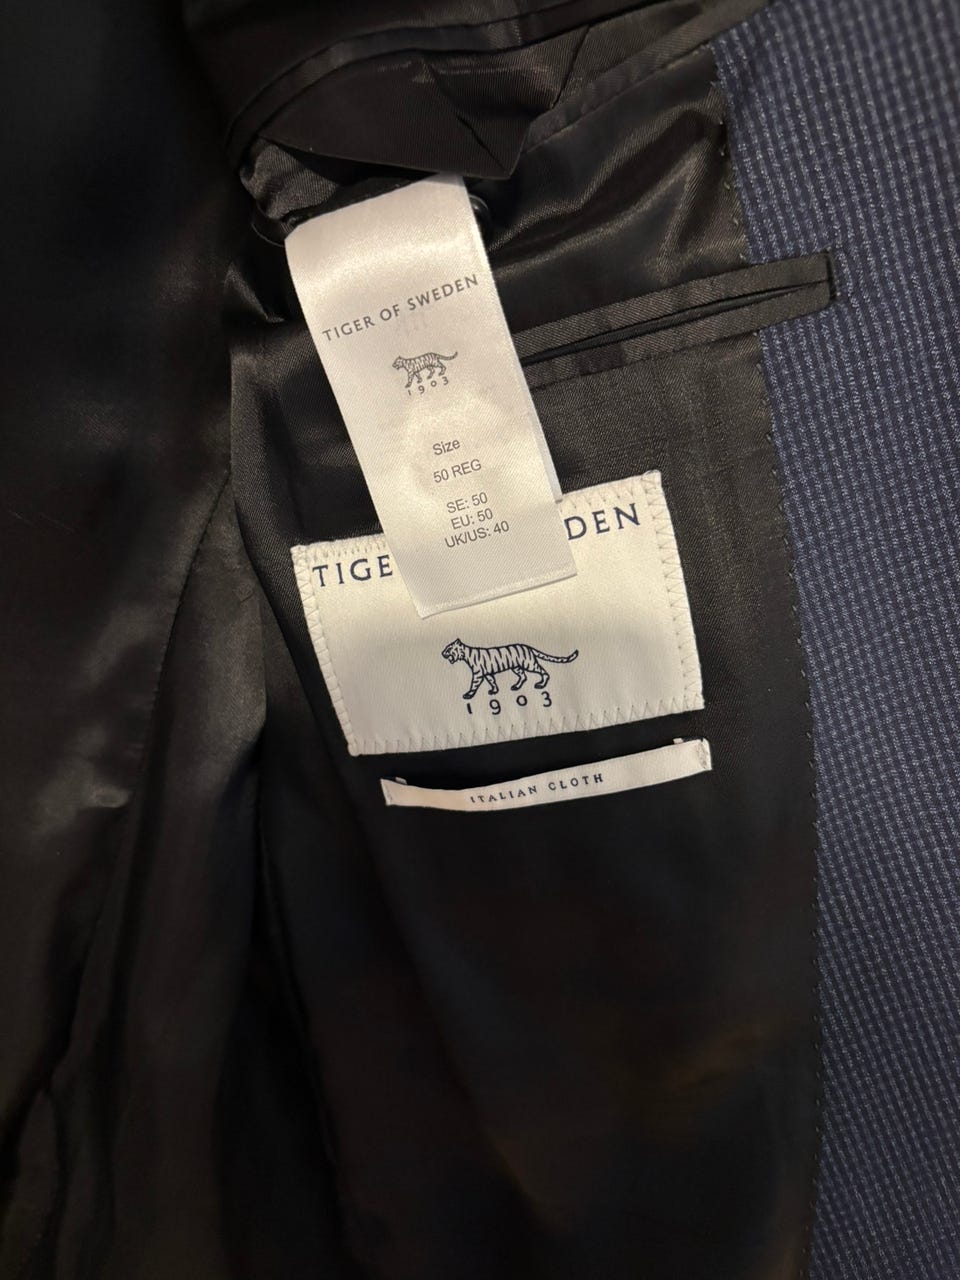 TIGER OF SWEDEN
1903
Size
50 REG
SE: 50
EU: 50
UK/US: 40
TIGE DEN
1903
ITALIAN CLOTH